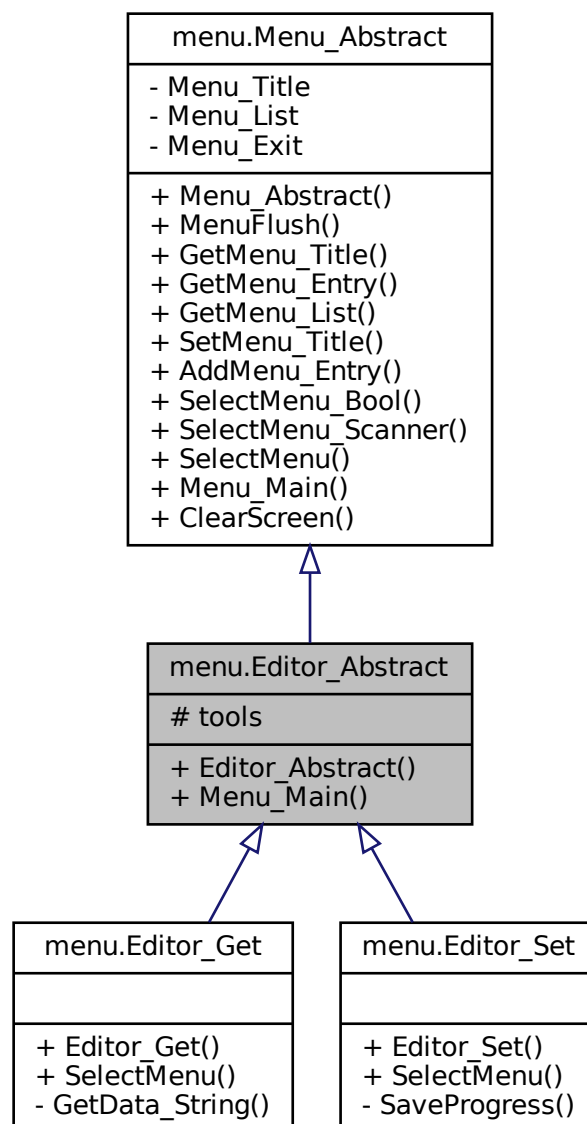 menu.Menu_Abstract
- Menu_Title
- Menu_List
- Menu_Exit
+ Menu_Abstract()
+ MenuFlush()
+ GetMenu_Title()
+ GetMenu_Entry()
+ GetMenu_List()
+ SetMenu_Title()
+ AddMenu_Entry()
+ SelectMenu_Bool()
+ SelectMenu_Scanner()
+ SelectMenu()
+ Menu_Main()
+ ClearScreen()
menu.Editor_Abstract
# tools
+ Editor_Abstract()
+ Menu_Main()
menu.Editor_Get
+ Editor_Get()
+ SelectMenu()
- GetData_String()
menu.Editor_Set
+ Editor_Set()
+ SelectMenu()
- SaveProgress()